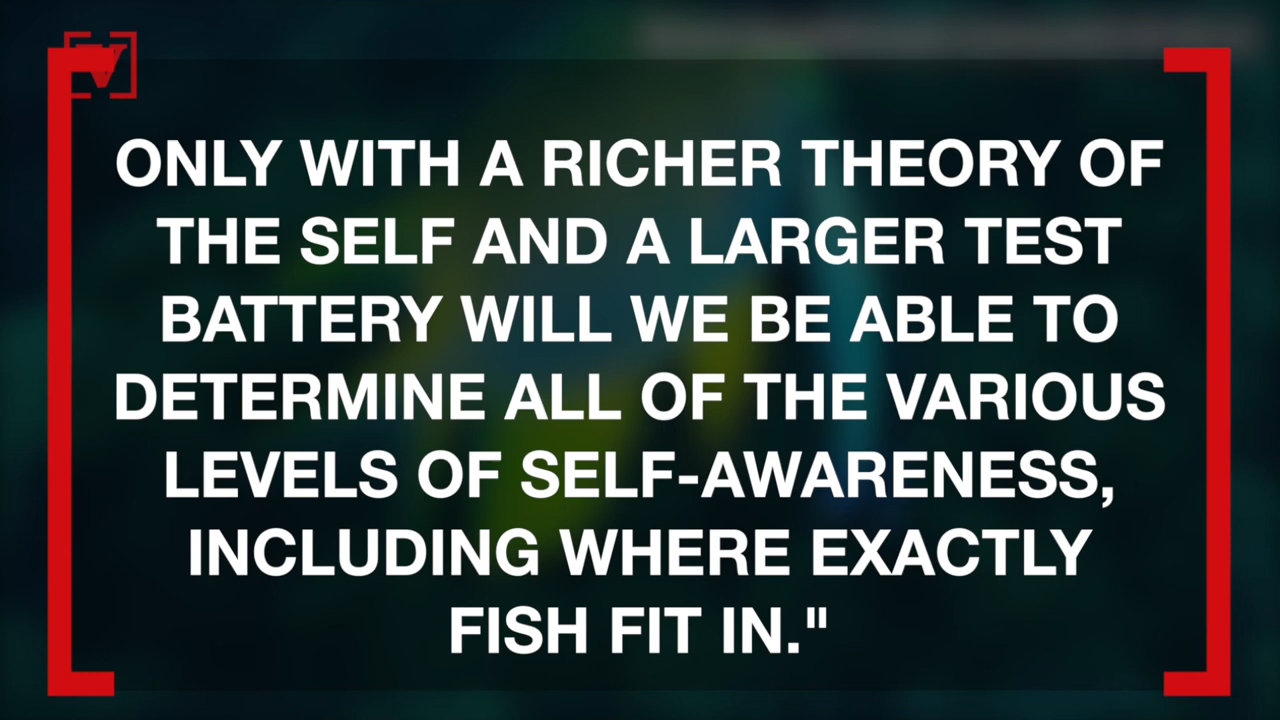 V
ONLY WITH A RICHER THEORY OF
THE SELF AND A LARGER TEST
BATTERY WILL WE BE ABLE TO
DETERMINE ALL OF THE VARIOUS
LEVELS OF SELF-AWARENESS,
INCLUDING WHERE EXACTLY
FISH FIT IN."